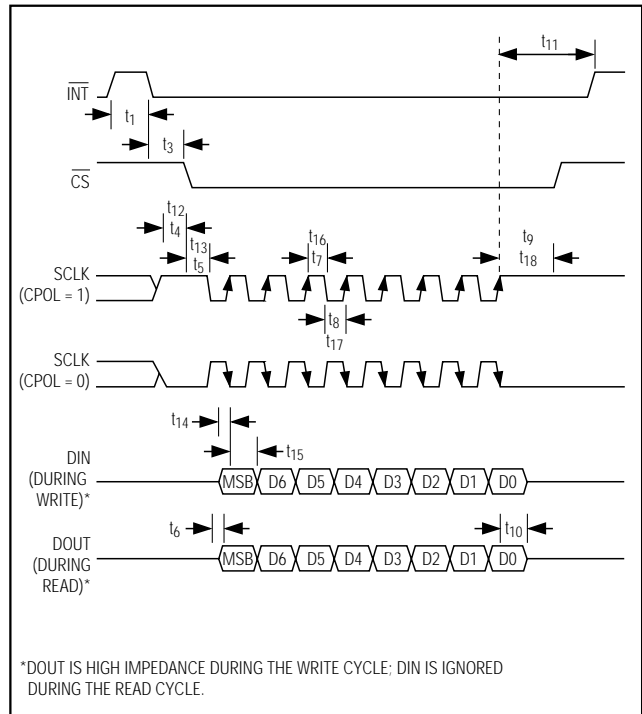 t11
INT
t1
t3
CS
t12
t4
t13
t5
t16
t7
t9
t18
SCLK
(CPOL = 1)
t8
t17
SCLK
(CPOL = 0)
t14
t15
DIN
(DURING
WRITE)*
MSB D6 D5 D4 D3 D2 D1 D0
t6
t10
DOUT
(DURING
READ)*
MSB D6 D5 D4 D3 D2 D1 D0
*DOUT IS HIGH IMPEDANCE DURING THE WRITE CYCLE; DIN IS IGNORED
DURING THE READ CYCLE.